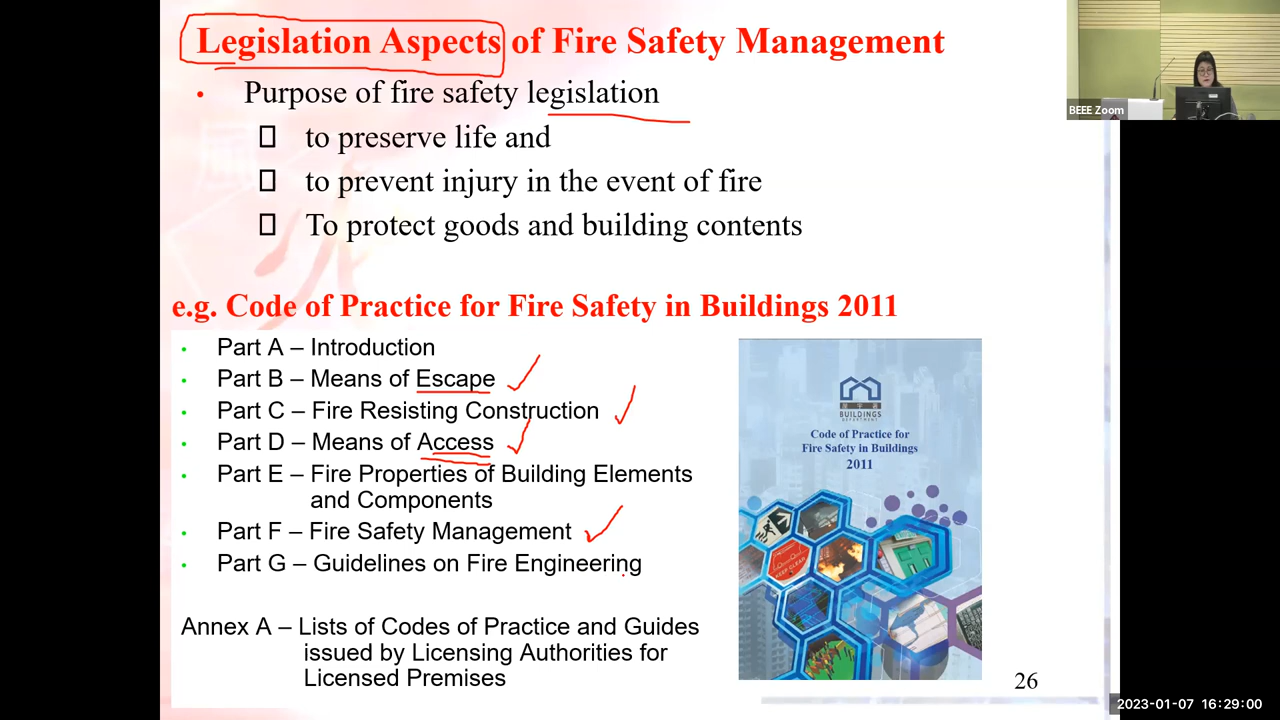 Legislation Aspects of Fire Safety Management
BEEE Zoom
• Purpose of fire safety legislation
to preserve life and
to prevent injury in the event of fire
To protect goods and building contents
e.g. Code of Practice for Fire Safety in Buildings 2011
• Part A – Introduction
• Part B – Means of Escape
• Part C – Fire Resisting Construction
• Part D – Means of Access
• Part E – Fire Properties of Building Elements
and Components
• Part F – Fire Safety Management
• Part G – Guidelines on Fire Engineering
Annex A – Lists of Codes of Practice and Guides
issued by Licensing Authorities for
Licensed Premises
BUILDINGS
DEPARTMENT
Code of Practice for
Fire Safety in Buildings
2011
KEEP CLEAR
26
2023-01-07 16:29:00